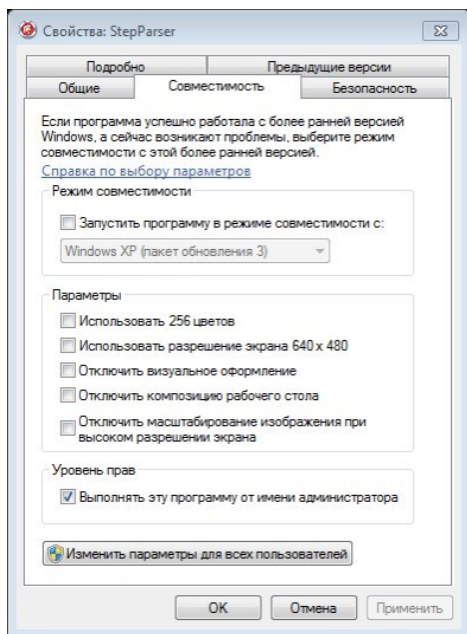 Свойства: StepParser
Подробно
Предыдущие версии
Общие
Совместимость
Безопасность
Если программа успешно работала с более ранней версией
Windows, а сейчас возникают проблемы, выберите режим
совместимости с этой более ранней версией.
Справка по выбору параметров
Режим совместимости
Запустить программу в режиме совместимости с:
Windows XP (пакет обновления 3)
Параметры
Использовать 256 цветов
Использовать разрешение экрана 640 x 480
Отключить визуальное оформление
Отключить композицию рабочего стола
Отключить масштабирование изображения при
высоком разрешении экрана
Уровень прав
Выполнять эту программу от имени администратора
Изменить параметры для всех пользователей
OK
Отмена
Применить